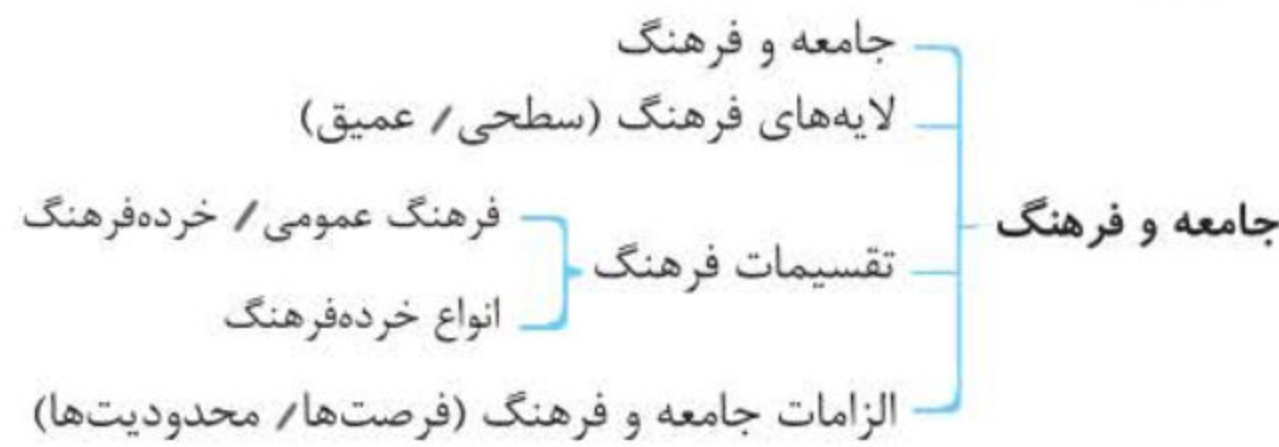 جامعه و فرهنگ
جامعه و فرهنگ
لایه‌های فرهنگ (سطحی/ عمیق)
تقسیمات فرهنگ
فرهنگ عمومی/ خرده‌فرهنگ
انواع خرده‌فرهنگ
الزامات جامعه و فرهنگ (فرصت‌ها/ محدودیت‌ها)